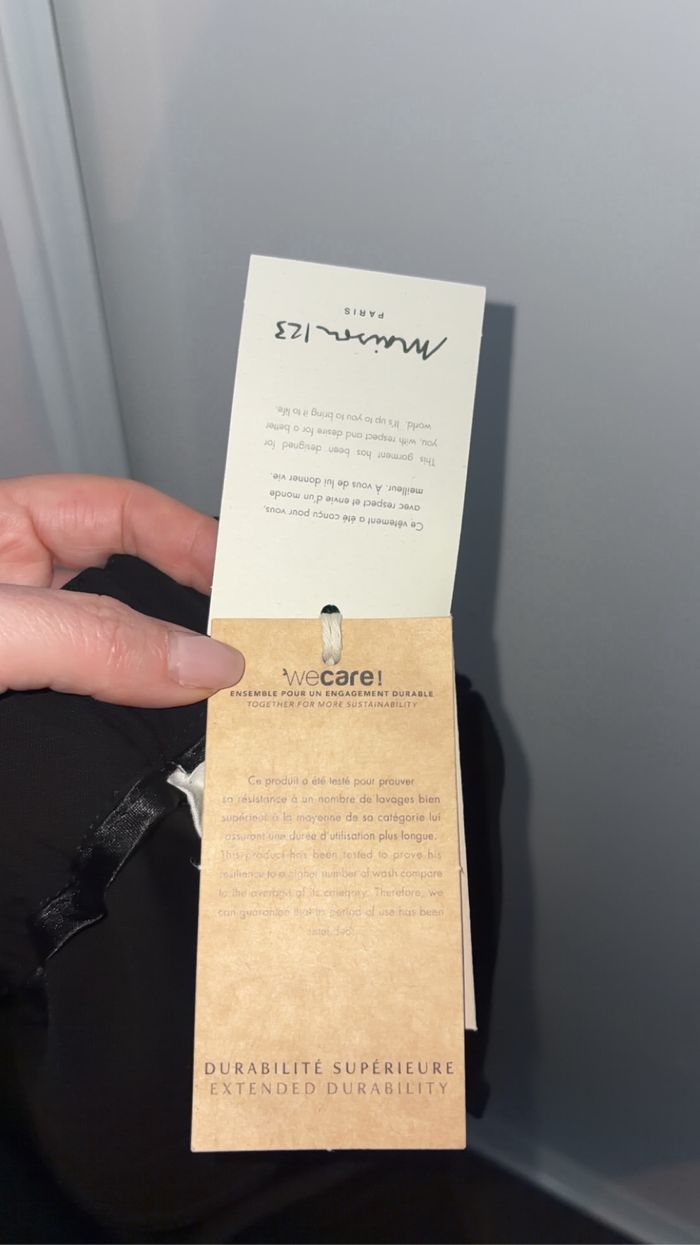 PARIS
Maison 123
This garment has been designed for
you, with respect and desire for a better
world. It's up to you to bring it to life.
Ce vêtement a été conçu pour vous,
avec respect et envie d'un monde
meilleur. À vous de lui donner vie.
wecare!
ENSEMBLE POUR UN ENGAGEMENT DURABLE
TOGETHER FOR MORE SUSTAINABILITY
Ce produit a été testé pour prouver
sa résistance à un nombre de lavages bien
supérieur à la moyenne de sa catégorie lui
assurant une durée d'utilisation plus longue.
This product has been tested to prove his
resilience to a higher number of wash compare
to the average of its category. Therefore, we
can guarantee that its period of use has been
DURABILITÉ SUPÉRIEURE
EXTENDED DURABILITY